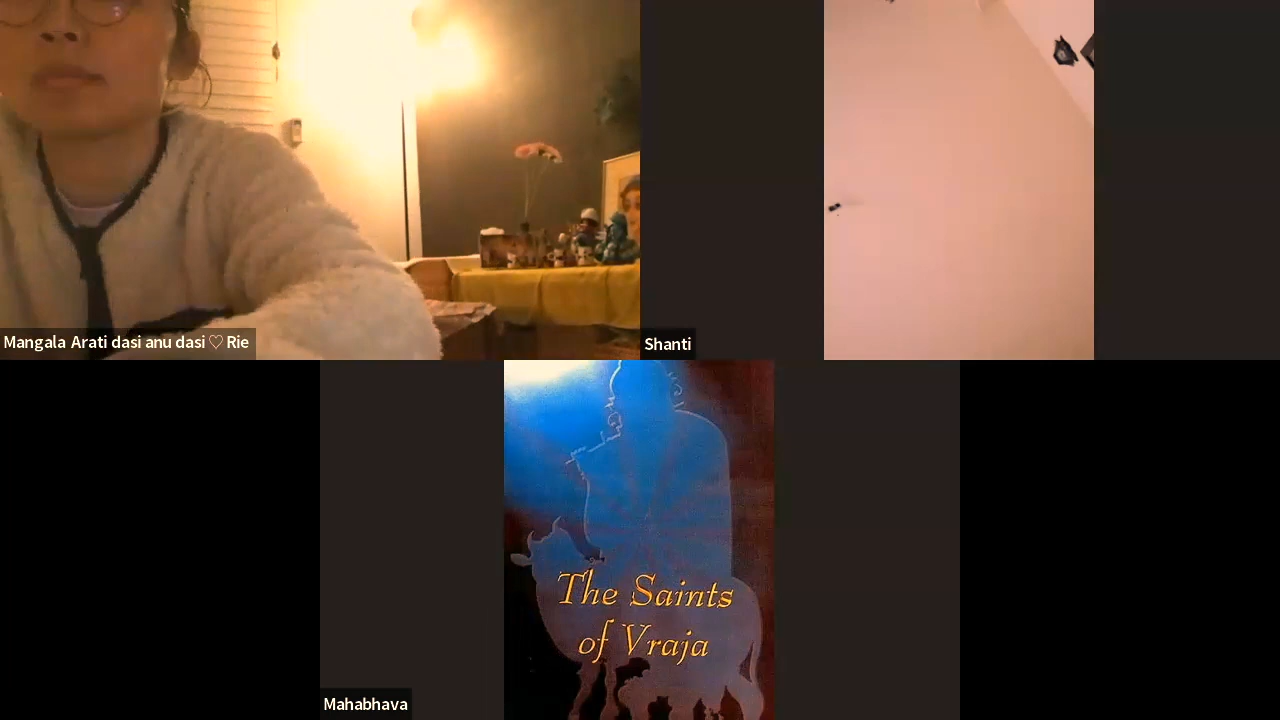 Mangala Arati dasi anu dasi♡Rie
Shanti
The Saints
of Vraja
Mahabhava